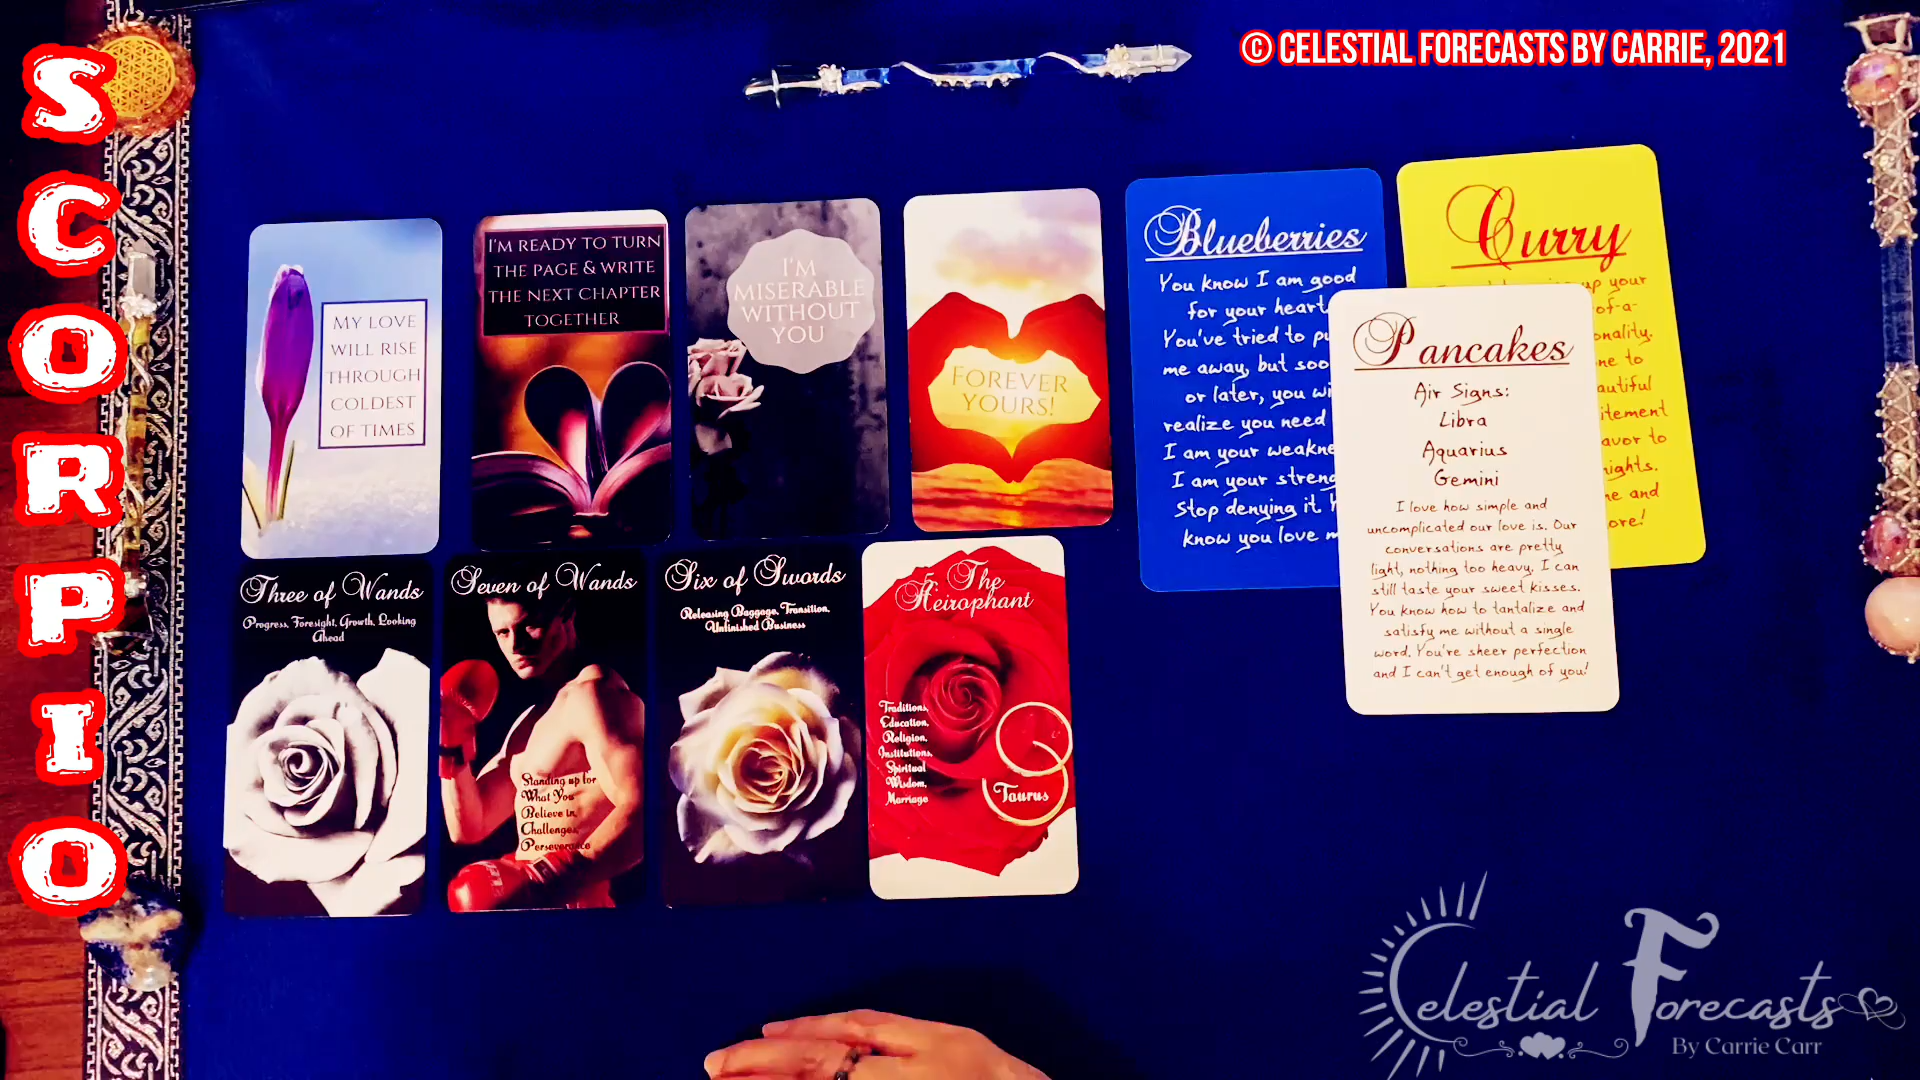 SCORPIO
© CELESTIAL FORECASTS BY CARRIE, 2021
MY LOVE
WILL RISE
THROUGH
COLDEST
OF TIMES
I'M READY TO TURN
THE PAGE & WRITE
THE NEXT CHAPTER
TOGETHER
I'M
MISERABLE
WITHOUT
YOU
FOREVER
YOURS!
Blueberries
You know I am good
for your heart
You've tried to pu
me away, but soo
or later, you wi
realize you need
I am your weakne
I am your streng
Stop denying it. Y
know you love m
Curry
up your
of-a-
onality.
ne to
autiful
itement
avor to
nights.
ne and
ore!
Pancakes
Air Signs:
Libra
Aquarius
Gemini
I love how simple and
uncomplicated our love is. Our
conversations are pretty
light, nothing too heavy. I can
still taste your sweet kisses.
You know how to tantalize and
satisfy me without a single
word. You're sheer perfection
and I can't get enough of you!
Three of Wands
Progress, Foresight, Growth, Looking
Ahead
Seven of Wands
Standing up for
What You
Believe in,
Challenges,
Perseverance
Six of Swords
Releasing Baggage, Transition,
Unfinished Business
5. The
Heirophant
Traditions,
Education,
Religion,
Institutions,
Spiritual
Wisdom,
Marriage
Taurus
Celestial Forecasts
By Carrie Carr